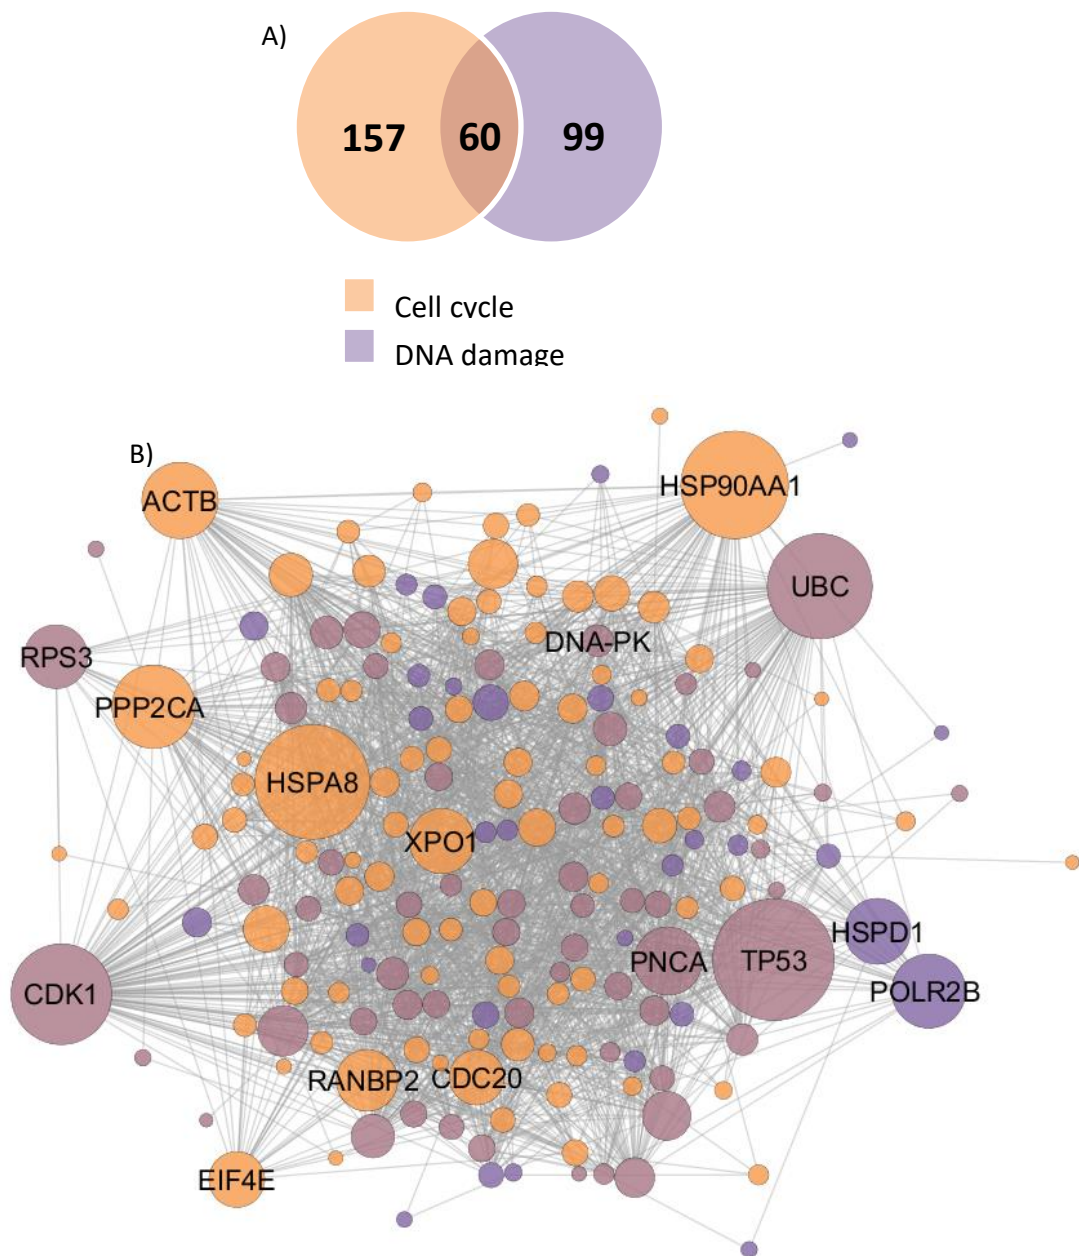 A)
157 60 99
Cell cycle
DNA damage
B)
ACTB
HSP90AA1
UBC
DNA-PK
RPS3
PPP2CA
HSPA8
XPO1
HSPD1
PNCA
TP53
CDK1
POLR2B
RANBP2
CDC20
EIF4E